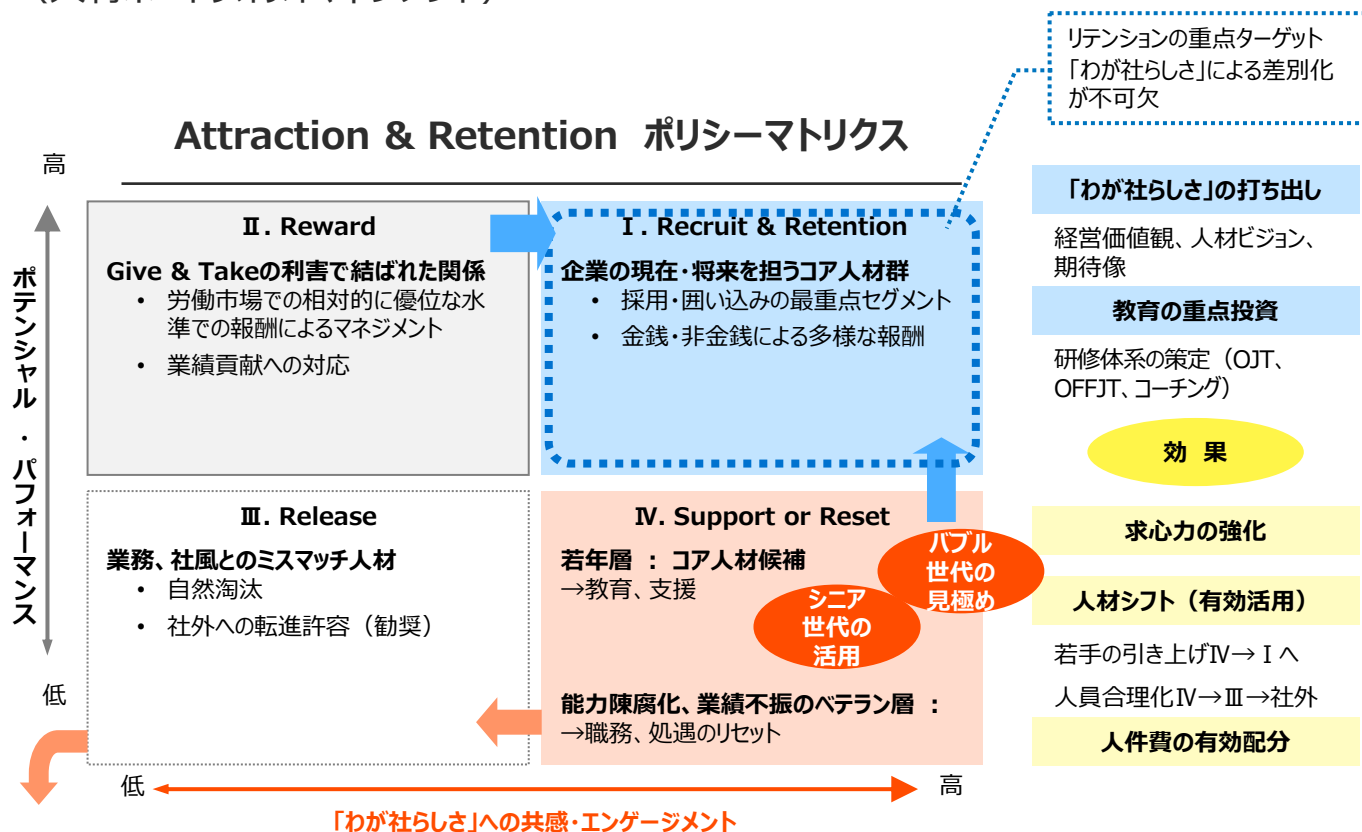 リテンションの重点ターゲット
「わが社らしさ」による差別化
が不可欠
Attraction & Retention ポリシーマトリクス
高
ポテンシャル・パフォーマンス
低
Ⅱ. Reward
Give & Takeの利害で結ばれた関係
• 労働市場での相対的に優位な水
準での報酬によるマネジメント
• 業績貢献への対応
Ⅰ. Recruit & Retention
企業の現在・将来を担うコア人材群
• 採用・囲い込みの最重点セグメント
• 金銭・非金銭による多様な報酬
Ⅲ. Release
業務、社風とのミスマッチ人材
• 自然淘汰
• 社外への転進許容（勧奨）
Ⅳ. Support or Reset
若年層 ： コア人材候補
→教育、支援
バブル
世代の
見極め
シニア
世代の
活用
能力陳腐化、業績不振のベテラン層 ：
→職務、処遇のリセット
低
高
「わが社らしさ」への共感・エンゲージメント
「わが社らしさ」の打ち出し
経営価値観、人材ビジョン、
期待像
教育の重点投資
研修体系の策定（OJT、
OFFJT、コーチング）
効 果
求心力の強化
人材シフト（有効活用）
若手の引き上げⅣ→Ⅰへ
人員合理化Ⅳ→Ⅲ→社外
人件費の有効配分